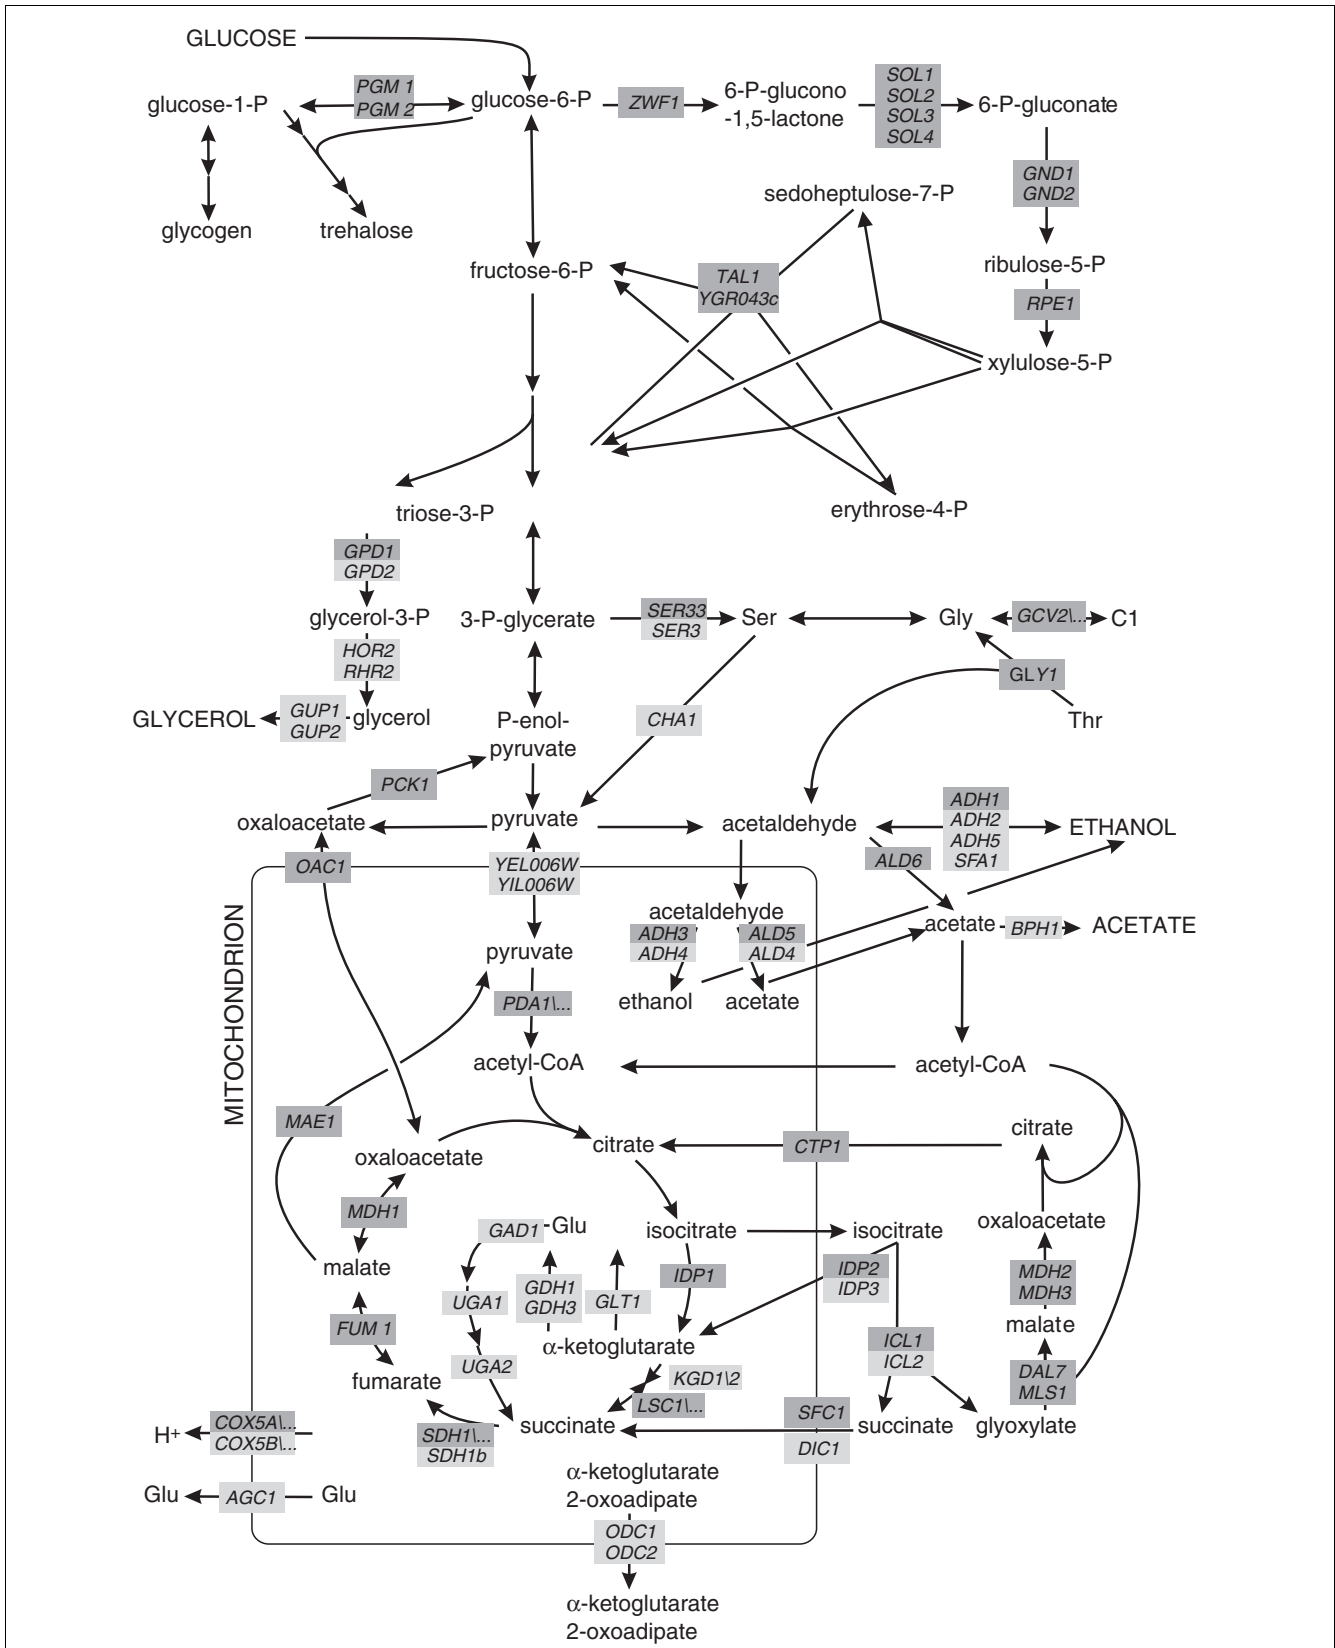 GLUCOSE
glucose-1-P
PGM 1
PGM 2
glucose-6-P
ZWF1
6-P-glucono
-1,5-lactone
SOL1
SOL2
SOL3
SOL4
6-P-gluconate
glycogen
trehalose
GND1
GND2
sedoheptulose-7-P
fructose-6-P
TAL1
YGR043c
ribulose-5-P
RPE1
xylulose-5-P
triose-3-P
erythrose-4-P
GPD1
GPD2
glycerol-3-P
3-P-glycerate
SER33
SER3
Ser
Gly
GCV2\...
C1
HOR2
RHR2
GLY1
Thr
GLYCEROL
GUP1
GUP2
glycerol
P-enol-
pyruvate
CHA1
PCK1
oxaloacetate
pyruvate
acetaldehyde
ADH1
ADH2
ADH5
SFA1
ETHANOL
OAC1
YEL006W
YIL006W
ALD6
MITOCHONDRION
acetaldehyde
ADH3
ADH4
ALD5
ALD4
acetate
BPH1
ACETATE
pyruvate
ethanol
acetate
PDA1\...
acetyl-CoA
acetyl-CoA
MAE1
oxaloacetate
citrate
CTP1
citrate
MDH1
malate
GAD1
Glu
isocitrate
isocitrate
oxaloacetate
UGA1
GDH1
GDH3
GLT1
IDP1
IDP2
IDP3
MDH2
MDH3
FUM 1
α-ketoglutarate
malate
fumarate
UGA2
KGD1\2
ICL1
ICL2
DAL7
MLS1
LSC1\...
H+
COX5A\...
COX5B\...
SDH1\...
SDH1b
succinate
SFC1
DIC1
succinate
glyoxylate
Glu
AGC1
Glu
α-ketoglutarate
2-oxoadipate
ODC1
ODC2
α-ketoglutarate
2-oxoadipate